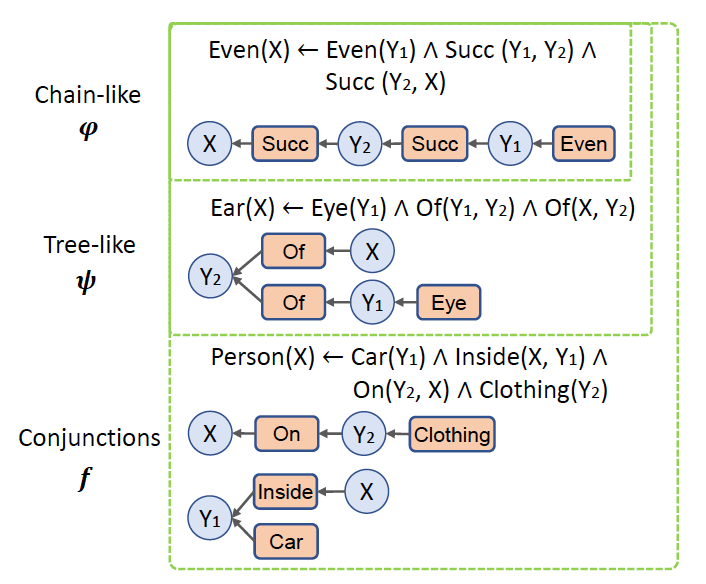 Even(X) ← Even(Y₁) ∧ Succ (Y₁, Y₂) ∧
Succ (Y₂, X)
Chain-like
φ
X Succ Y₂ Succ Y₁ Even
Ear(X) ← Eye(Y₁) ∧ Of(Y₁, Y₂) ∧ Of(X, Y₂)
Tree-like
ψ
Of X
Y₂
Of Y₁ Eye
Person(X) ← Car(Y₁) ∧ Inside(X, Y₁) ∧
On(Y₂, X) ∧ Clothing(Y₂)
Conjunctions
f
X On Y₂ Clothing
Inside X
Y₁
Car